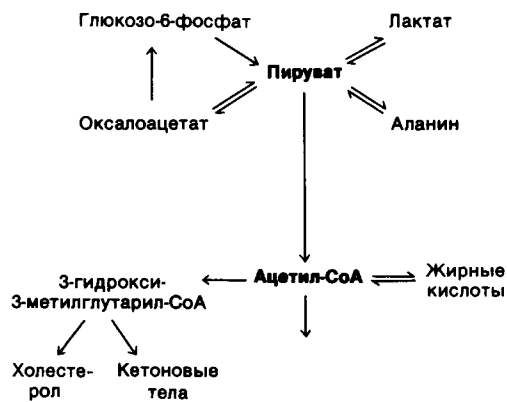 Глюкозо-6-фосфат
Лактат
Пируват
Оксалоацетат
Аланин
Ацетил-СоА
Жирные
кислоты
3-гидрокси-
3-метилглутарил-СоА
Холесте-
рол
Кетоновые
тела